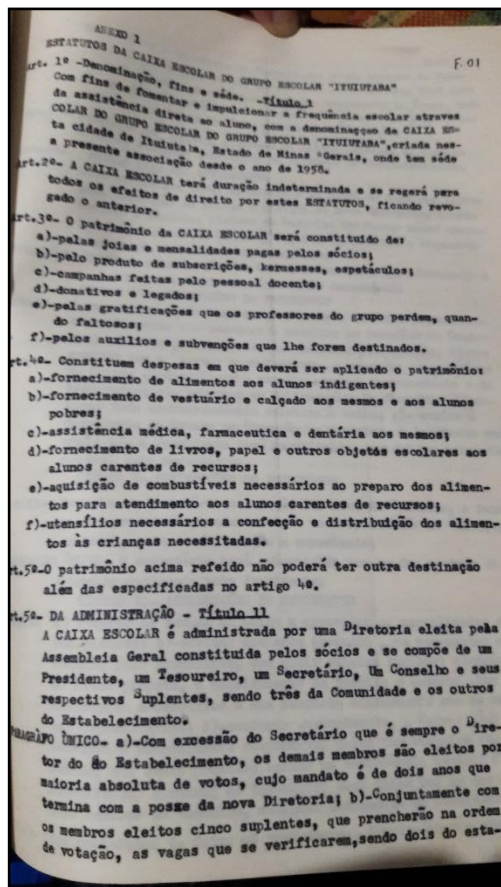 ANEXO 1
F. 01
ESTATUTOS DA CAIXA ESCOLAR DO GRUPO ESCOLAR "ITUIUTABA"
Art. 1º -Denominação, fins e séde. -Título 1
Com fins de fomentar e impulsionar a frequência escolar atraves
da assistência direta ao aluno, com a denominaçao de CAIXA ES-
COLAR DO GRUPO ESCOLAR DO GRUPO ESCOLAR "ITUIUTABA",criada nes-
ta cidade de Ituiutaba, Estado de Minas Gerais, onde tem séde
a presente associação desde o ano de 1958.
Art.2º- A CAIXA ESCOLAR terá duração indeterminada e se regerá para
todos os efeitos de direito por estes ESTATUTOS, ficando revo-
gado o anterior.
rt.3º- O patrimônio da CAIXA ESCOLAR será constituido de:
a)-pelas joias e mensalidades pagas pelos sócios;
b)-pelo produto de subscrições, kermesses, espetáculos;
c)-campanhas feitas pelo pessoal docente;
d)-donativos e legados;
e)-pelas gratificações que os professores do grupo perdem, quan-
do faltosos;
f)-pelos auxílios e subvenções que lhe forem destinados.
rt.4º- Constituem despesas em que deverá ser aplicado o patrimônio:
a)-fornecimento de alimentos aos alunos indigentes;
b)-fornecimento de vestuário e calçado aos mesmos e aos alunos
pobres;
c)-assistência médica, farmaceutica e dentária aos mesmos;
d)-fornecimento de livros, papel e outros objetos escolares aos
alunos carentes de recursos;
e)-aquisição de combustíveis necessários ao preparo dos alimen-
tos para atendimento aos alunos carentes de recursos;
f)-utensílios necessários a confecção e distribuição dos alimen-
tos às crianças necessitadas.
rt.5º-O patrimônio acima refeido não poderá ter outra destinação
além das especificadas no artigo 4º.
rt.5º- DA ADMINISTRAÇÃO - Título 11
A CAIXA ESCOLAR é administrada por uma Diretoria eleita pela
Assembleia Geral constituida pelos sócios e se compõe de um
Presidente, um Tesoureiro, um Secretário, Um Conselho e seus
respectivos Suplentes, sendo três da Comunidade e os outros
do Estabelecimento.
PARAGRÁFO ÚNICO- a)-Com excessão do Secretário que é sempre o Dire-
tor do do Estabelecimento, os demais membros são eleitos por
maioria absoluta de votos, cujo mandato é de dois anos que
termina com a posse da nova Diretoria; b)-Conjuntamente com
os membros eleitos cinco suplentes, que prencherão na ordem
de votação, as vagas que se verificarem,sendo dois do esta-